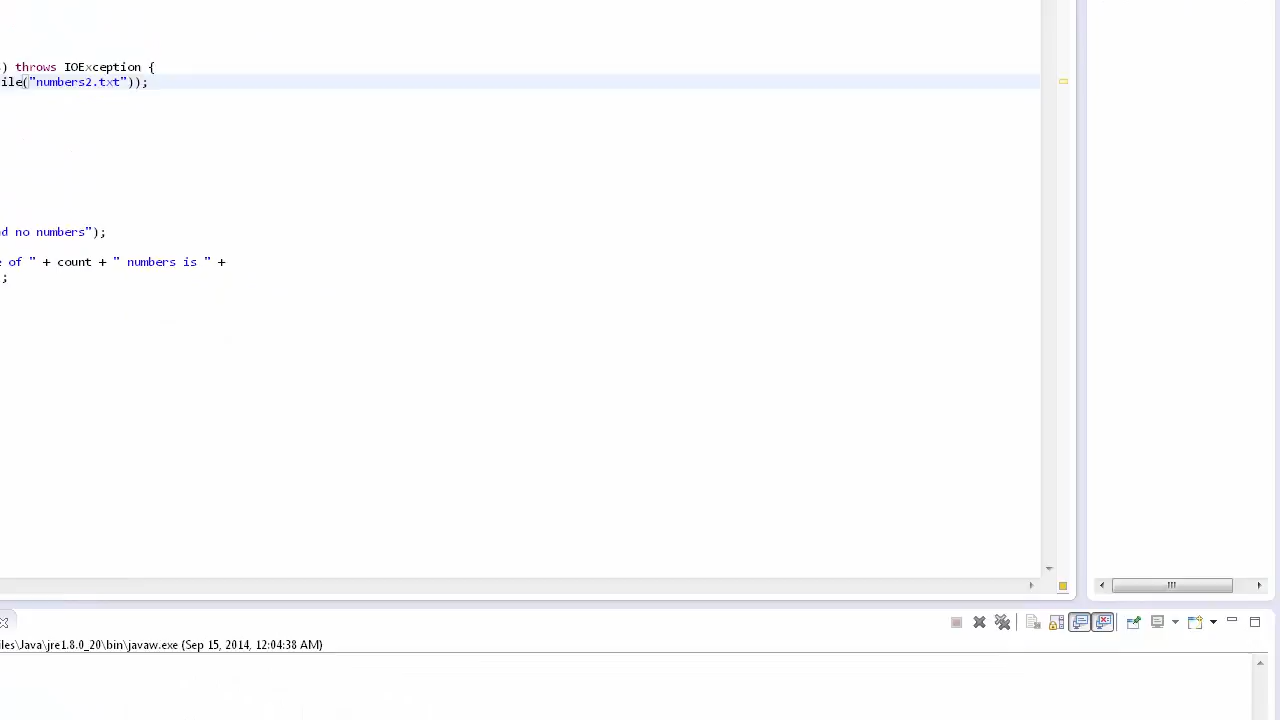 ) throws IOException {
ile("numbers2.txt"));
d no numbers");
e of " + count + " numbers is " +
;
iles\Java\jre1.8.0_20\bin\javaw.exe (Sep 15, 2014, 12:04:38 AM)